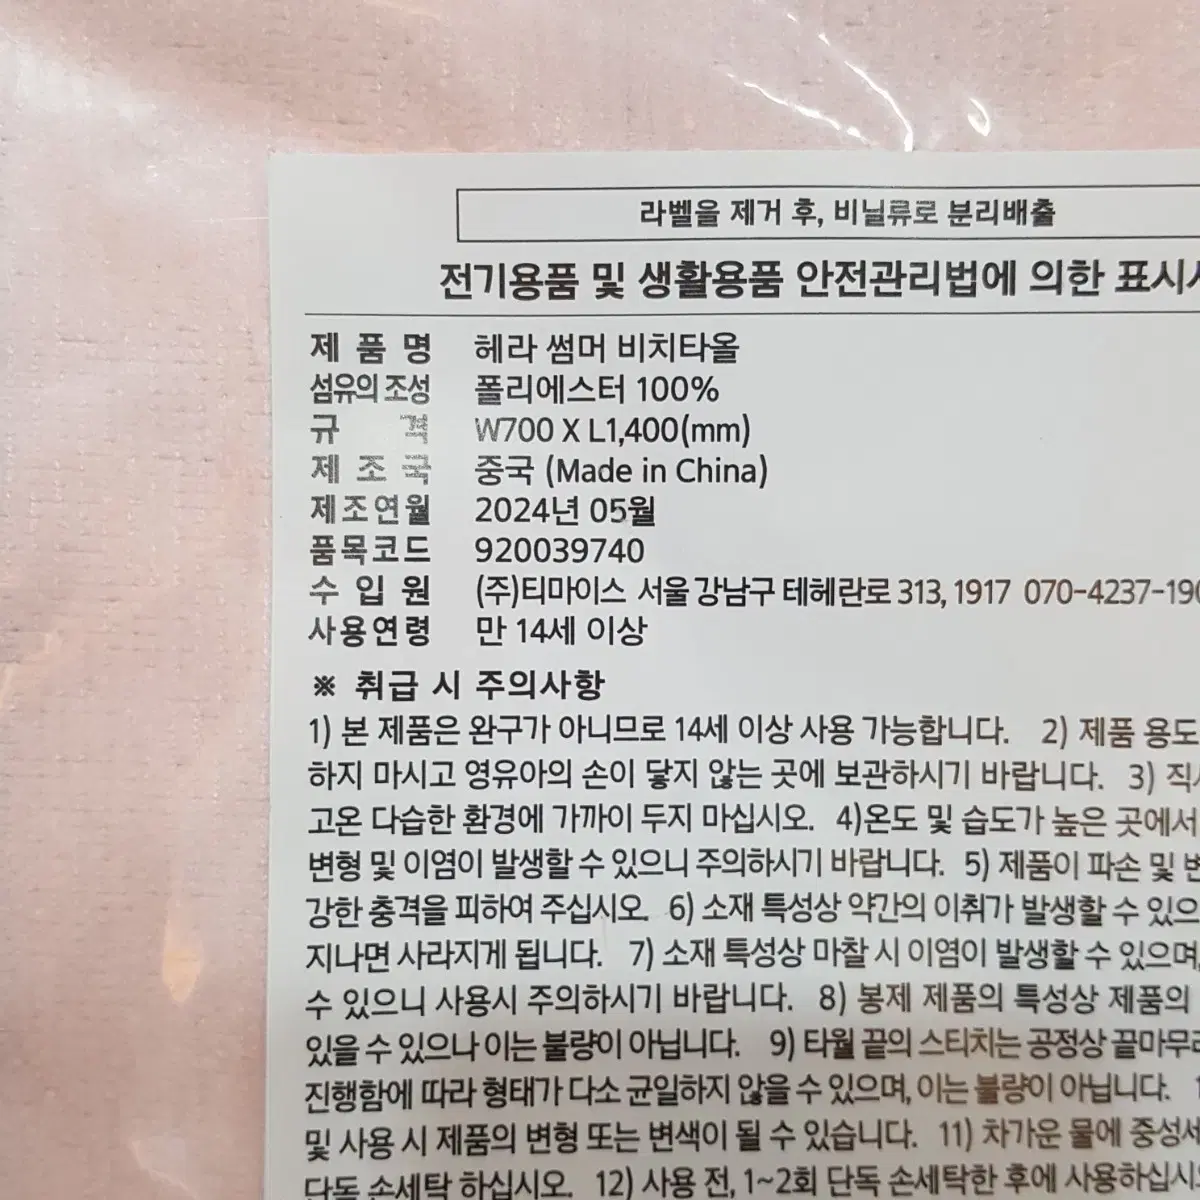 라벨을 제거 후, 비닐류로 분리배출
전기용품 및 생활용품 안전관리법에 의한 표시사
제 품 명 헤라 썸머 비치타올
섬유의 조성 폴리에스터 100%
규 격 W700 X L1,400(mm)
제 조 국 중국 (Made in China)
제조연월 2024년 05월
품목코드 920039740
수 입 원 (주)티마이스 서울 강남구 테헤란로 313, 1917 070-4237-190
사용연령 만 14세 이상
※ 취급 시 주의사항
1) 본 제품은 완구가 아니므로 14세 이상 사용 가능합니다. 2) 제품 용도
하지 마시고 영유아의 손이 닿지 않는 곳에 보관하시기 바랍니다. 3) 직사
고온 다습한 환경에 가까이 두지 마십시오. 4)온도 및 습도가 높은 곳에서
변형 및 이염이 발생할 수 있으니 주의하시기 바랍니다. 5) 제품이 파손 및 변
강한 충격을 피하여 주십시오. 6) 소재 특성상 약간의 이취가 발생할 수 있으
지나면 사라지게 됩니다. 7) 소재 특성상 마찰 시 이염이 발생할 수 있으며,
수 있으니 사용시 주의하시기 바랍니다. 8) 봉제 제품의 특성상 제품의
있을 수 있으나 이는 불량이 아닙니다. 9) 타월 끝의 스티치는 공정상 끝마무리
진행함에 따라 형태가 다소 균일하지 않을 수 있으며, 이는 불량이 아닙니다.
및 사용 시 제품의 변형 또는 변색이 될 수 있습니다. 11) 차가운 물에 중성세
단독 손세탁 하십시오. 12) 사용 전, 1~2회 단독 손세탁한 후에 사용하십시